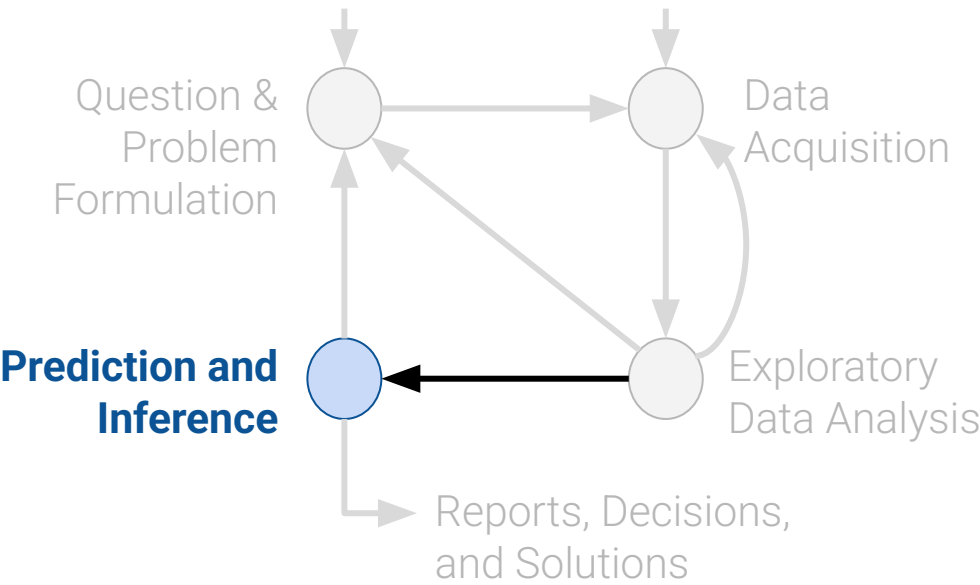 Question &
Problem
Formulation
Data
Acquisition
Prediction and
Inference
Exploratory
Data Analysis
Reports, Decisions,
and Solutions